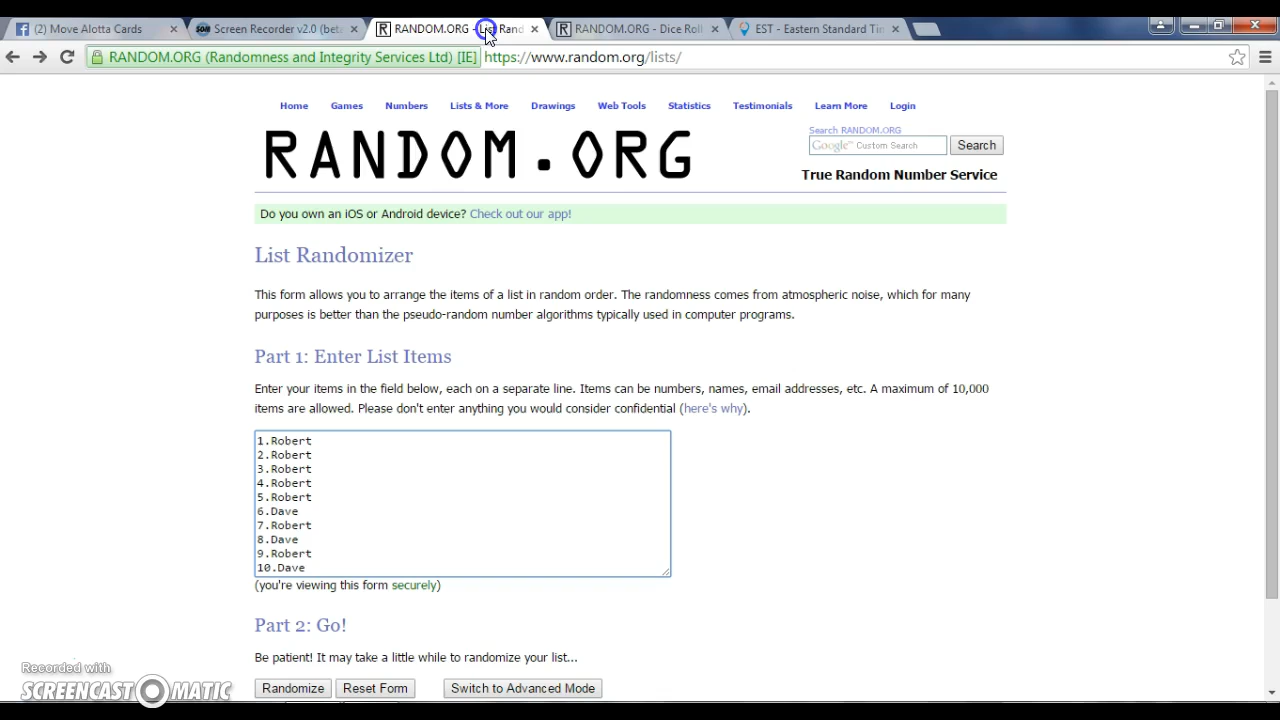 (2) Move Alotta Cards
Screen Recorder v2.0 (beta
RANDOM.ORG - List Rand
RANDOM.ORG - Dice Roll
EST - Eastern Standard Tim
RANDOM.ORG (Randomness and Integrity Services Ltd) [IE]
https://www.random.org/lists/
Home Games Numbers Lists & More Drawings Web Tools Statistics Testimonials Learn More Login
Search RANDOM.ORG
RANDOM.ORG
Google™ Custom Search
Search
True Random Number Service
Do you own an iOS or Android device? Check out our app!
List Randomizer
This form allows you to arrange the items of a list in random order. The randomness comes from atmospheric noise, which for many
purposes is better than the pseudo-random number algorithms typically used in computer programs.
Part 1: Enter List Items
Enter your items in the field below, each on a separate line. Items can be numbers, names, email addresses, etc. A maximum of 10,000
items are allowed. Please don't enter anything you would consider confidential (here's why).
1.Robert
2.Robert
3.Robert
4.Robert
5.Robert
6.Dave
7.Robert
8.Dave
9.Robert
10.Dave
(you're viewing this form securely)
Part 2: Go!
Be patient! It may take a little while to randomize your list...
Randomize Reset Form Switch to Advanced Mode
Recorded with
SCREENCAST-O-MATIC